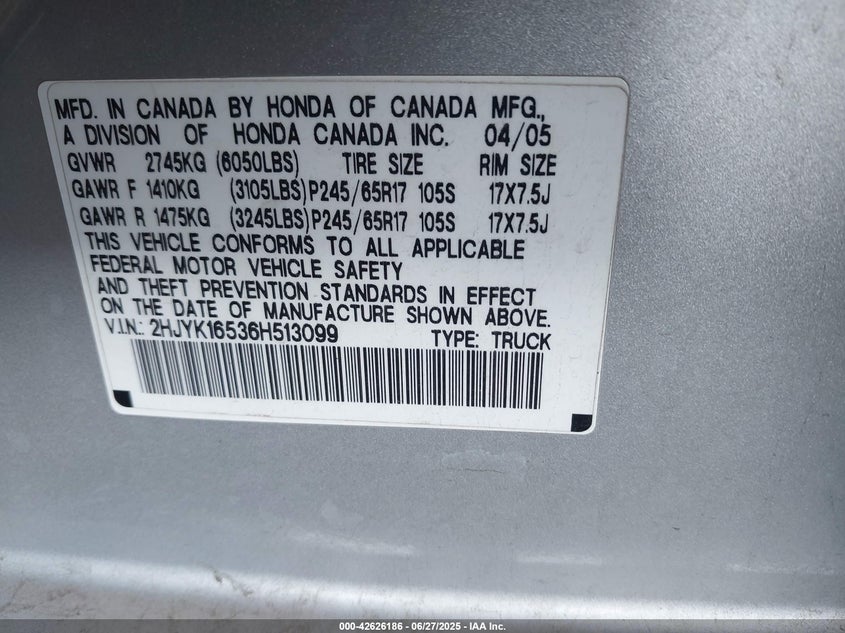 MFD. IN CANADA BY HONDA OF CANADA MFG.,
A DIVISION OF HONDA CANADA INC. 04/05
GVWR 2745KG (6050LBS) TIRE SIZE RIM SIZE
GAWR F 1410KG (3105LBS)P245/65R17 105S 17X7.5J
GAWR R 1475KG (3245LBS)P245/65R17 105S 17X7.5J
THIS VEHICLE CONFORMS TO ALL APPLICABLE
FEDERAL MOTOR VEHICLE SAFETY
AND THEFT PREVENTION STANDARDS IN EFFECT
ON THE DATE OF MANUFACTURE SHOWN ABOVE.
V.I.N.: 2HJYK16536H513099 TYPE: TRUCK
000-42626186 - 06/27/2025 - IAA Inc.